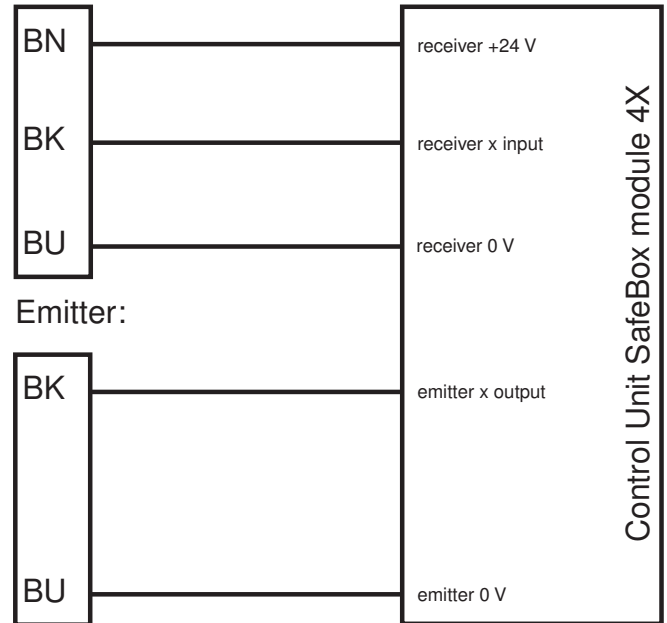 BN
receiver +24 V
BK
receiver x input
BU
receiver 0 V
Emitter:
BK
emitter x output
BU
emitter 0 V
Control Unit SafeBox module 4X